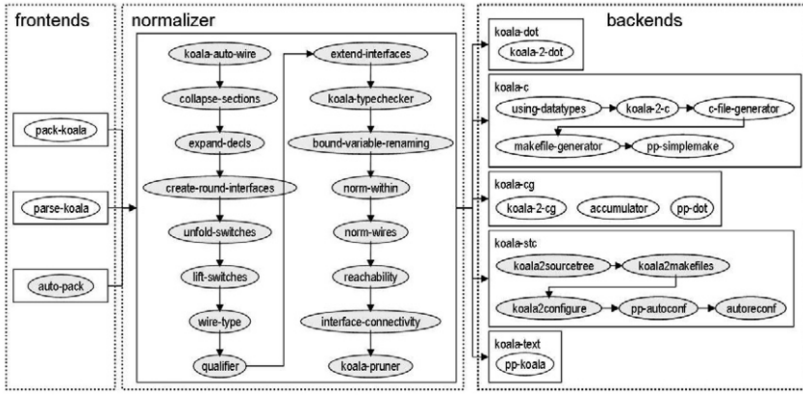 frontends
normalizer
backends
pack-koala
parse-koala
auto-pack
koala-auto-wire
collapse-sections
expand-decls
create-round-interfaces
unfold-switches
lift-switches
wire-type
qualifier
extend-interfaces
koala-typechecker
bound-variable-renaming
norm-within
norm-wires
reachability
interface-connectivity
koala-pruner
koala-dot
koala-2-dot
koala-c
using-datatypes koala-2-c c-file-generator
makefile-generator pp-simplemake
koala-cg
koala-2-cg accumulator pp-dot
koala-stc
koala2sourcetree koala2makefiles
koala2configure pp-autoconf autoreconf
koala-text
pp-koala